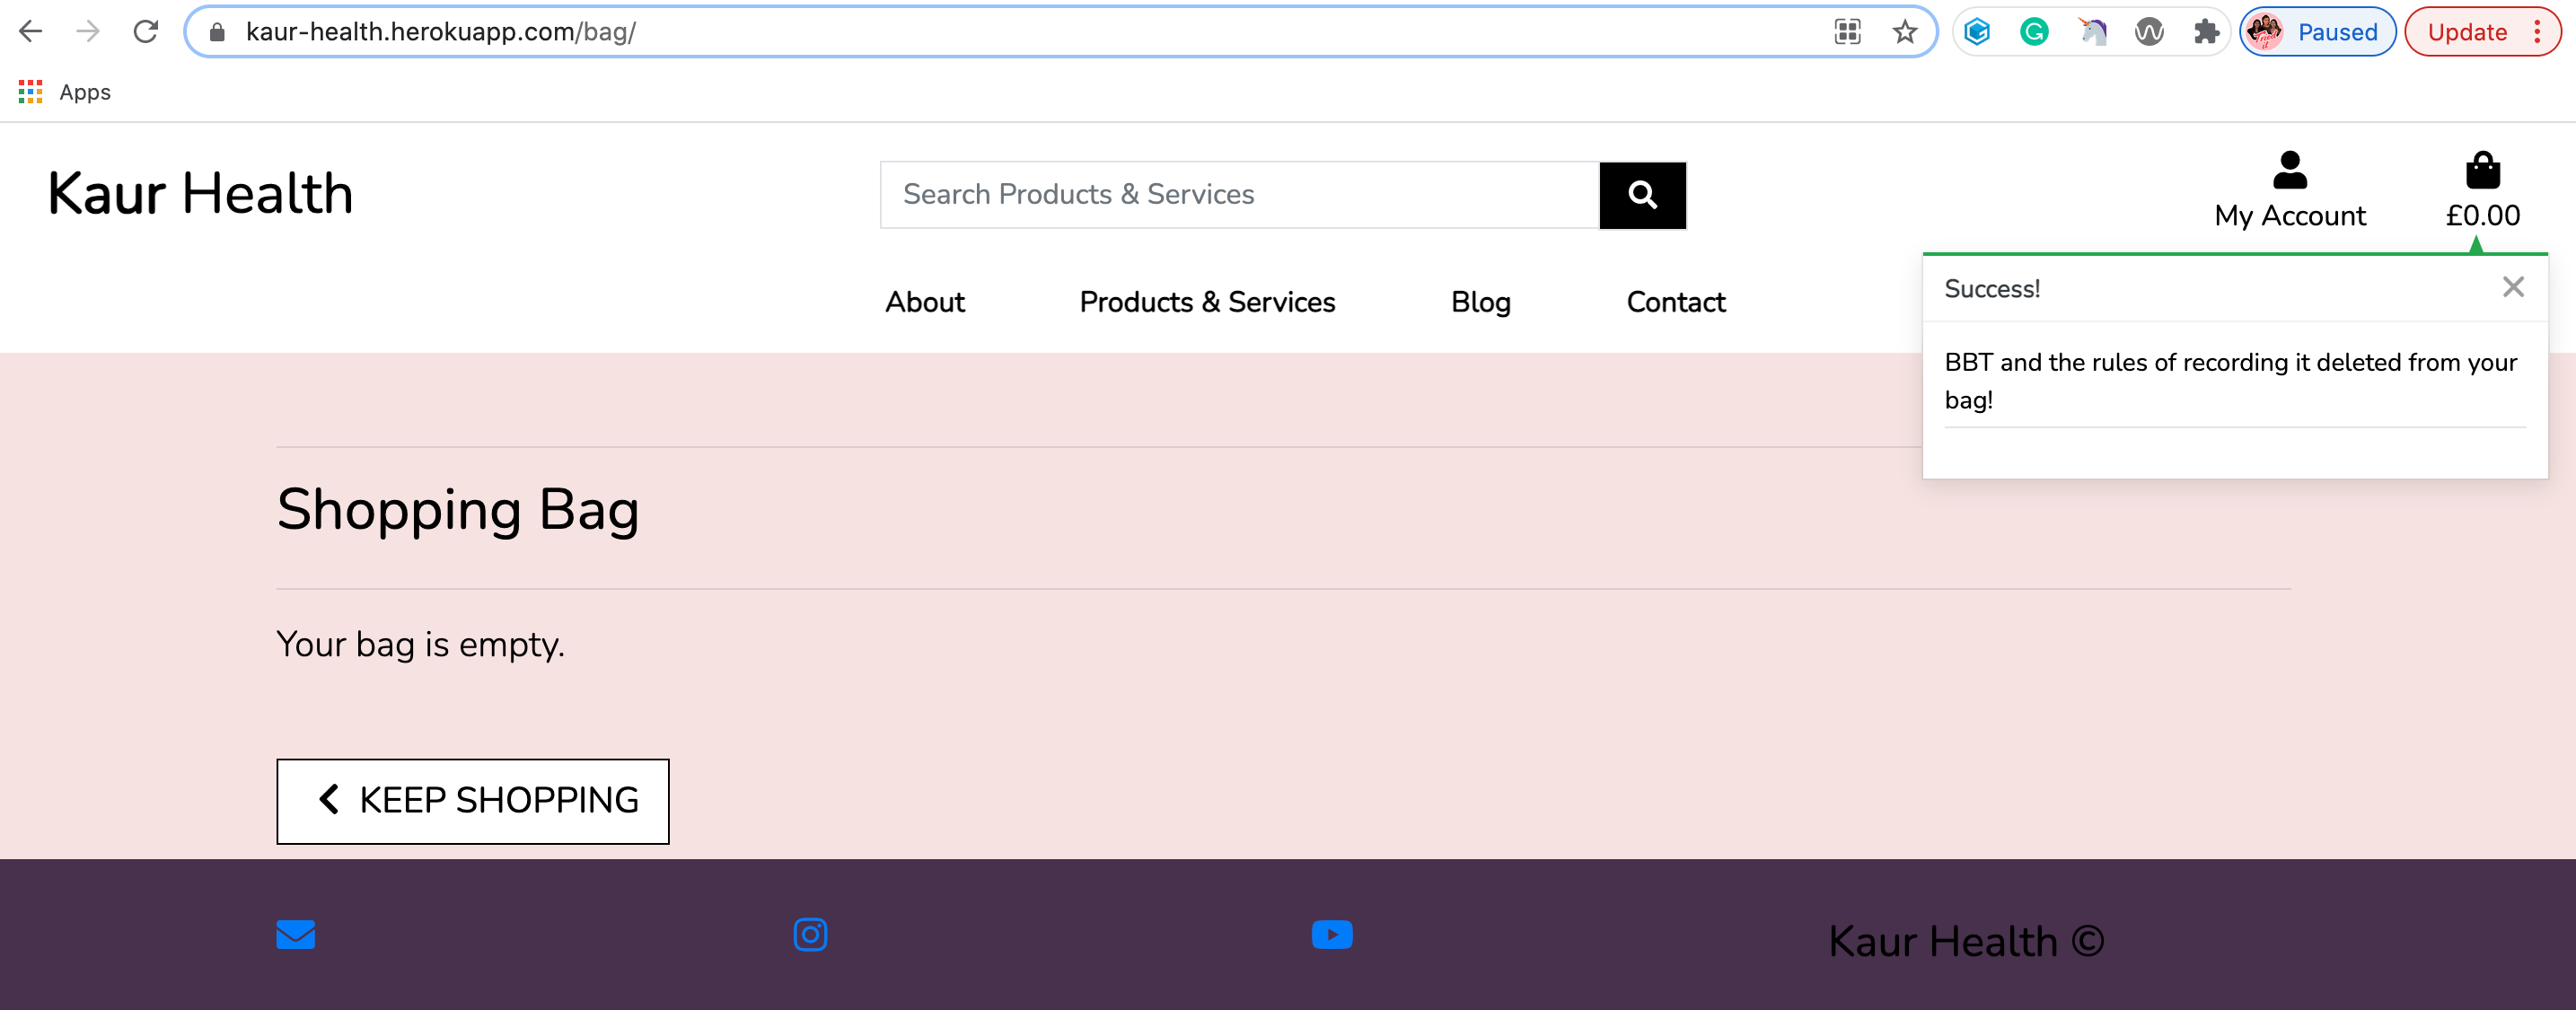 kaur-health.herokuapp.com/bag/
Paused
Update
Apps
Kaur Health
Search Products & Services
My Account
£0.00
About
Products & Services
Blog
Contact
Success!
BBT and the rules of recording it deleted from your
bag!
Shopping Bag
Your bag is empty.
KEEP SHOPPING
Kaur Health ©